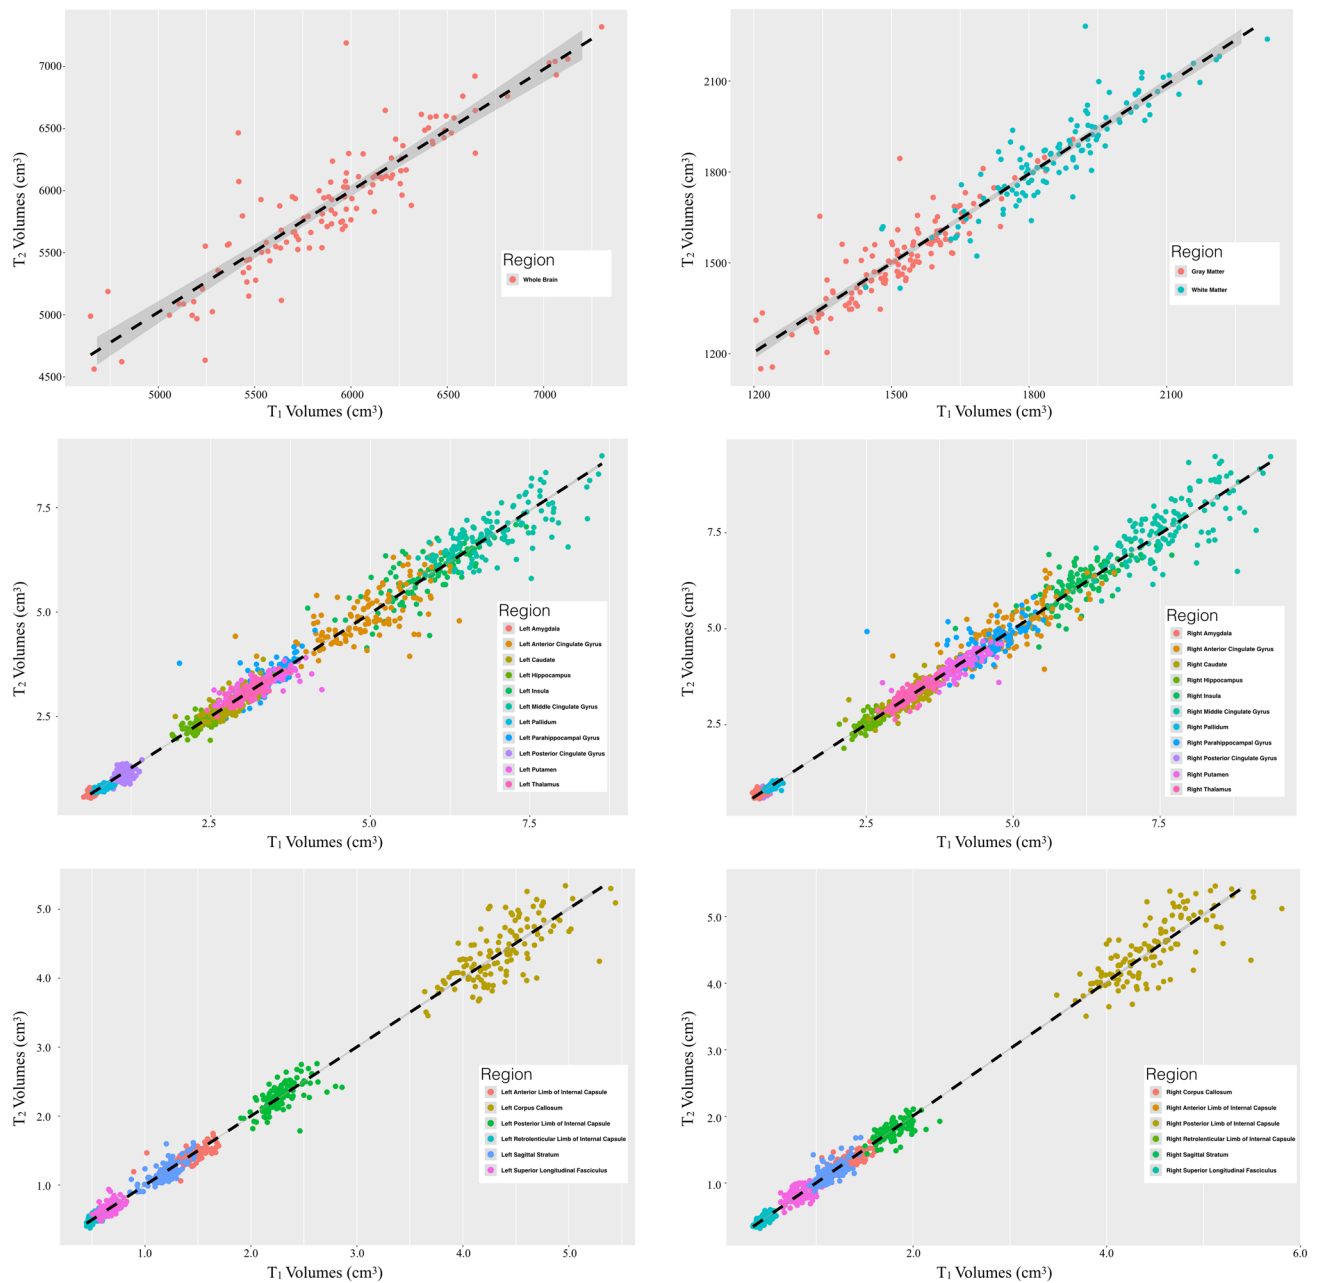 7000
6500
6000
5500
5000
4500
T2 Volumes (cm³)
5000 5500 6000 6500 7000
T1 Volumes (cm³)
Region
Whole Brain
2100
1800
1500
1200
T2 Volumes (cm³)
1200 1500 1800 2100
T1 Volumes (cm³)
Region
Gray Matter
White Matter
7.5
5.0
2.5
T2 Volumes (cm³)
2.5 5.0 7.5
T1 Volumes (cm³)
Region
Left Amygdala
Left Anterior Cingulate Gyrus
Left Caudate
Left Hippocampus
Left Insula
Left Middle Cingulate Gyrus
Left Pallidum
Left Parahippocampal Gyrus
Left Posterior Cingulate Gyrus
Left Putamen
Left Thalamus
7.5
5.0
2.5
T2 Volumes (cm³)
2.5 5.0 7.5
T1 Volumes (cm³)
Region
Right Amygdala
Right Anterior Cingulate Gyrus
Right Caudate
Right Hippocampus
Right Insula
Right Middle Cingulate Gyrus
Right Pallidum
Right Parahippocampal Gyrus
Right Posterior Cingulate Gyrus
Right Putamen
Right Thalamus
5.0
4.0
3.0
2.0
1.0
T2 Volumes (cm³)
1.0 2.0 3.0 4.0 5.0
T1 Volumes (cm³)
Region
Left Anterior Limb of Internal Capsule
Left Corpus Callosum
Left Posterior Limb of Internal Capsule
Left Retrolenticular Limb of Internal Capsule
Left Sagittal Stratum
Left Superior Longitudinal Fasciculus
5.0
4.0
3.0
2.0
1.0
T2 Volumes (cm³)
2.0 4.0 6.0
T1 Volumes (cm³)
Region
Right Corpus Callosum
Right Anterior Limb of Internal Capsule
Right Posterior Limb of Internal Capsule
Right Retrolenticular Limb of Internal Capsule
Right Sagittal Stratum
Right Superior Longitudinal Fasciculus